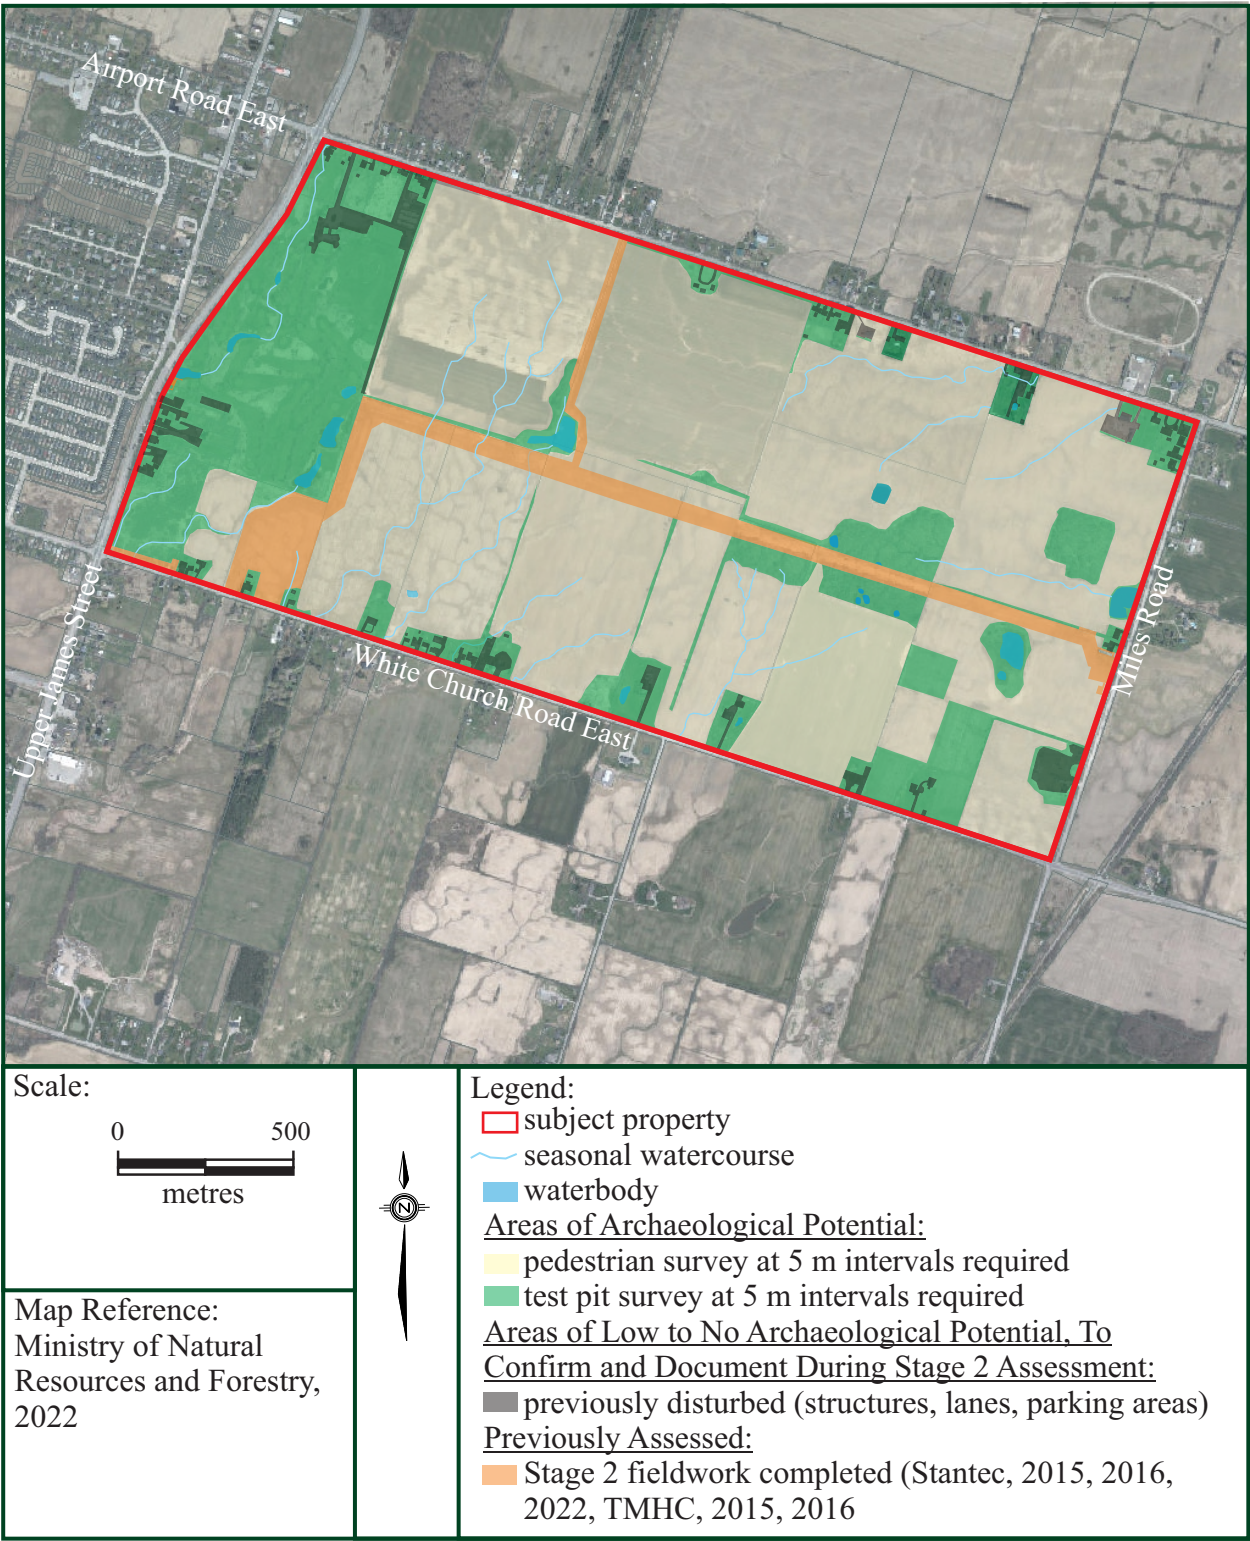 Airport Road East
Upper James Street
White Church Road East
Miles Road
Scale:
0 500
metres
Map Reference:
Ministry of Natural
Resources and Forestry,
2022
N
Legend:
subject property
seasonal watercourse
waterbody
Areas of Archaeological Potential:
pedestrian survey at 5 m intervals required
test pit survey at 5 m intervals required
Areas of Low to No Archaeological Potential, To
Confirm and Document During Stage 2 Assessment:
previously disturbed (structures, lanes, parking areas)
Previously Assessed:
Stage 2 fieldwork completed (Stantec, 2015, 2016,
2022, TMHC, 2015, 2016